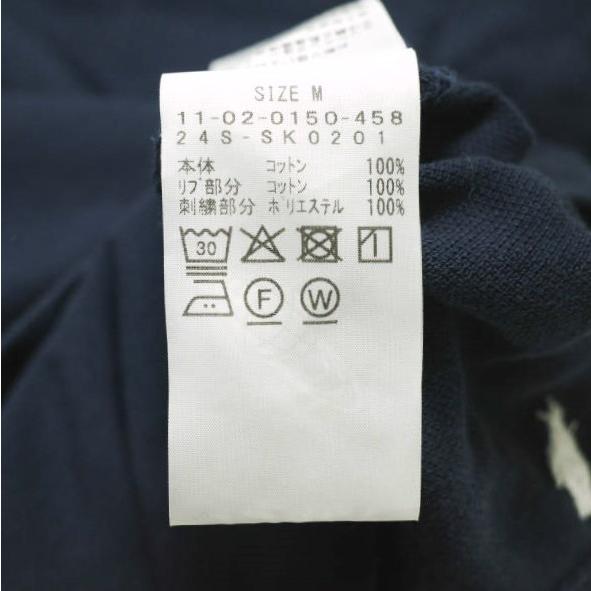 SIZE M
11-02-0150-458
24S-SK0201
本体 コットン 100%
リブ部分 コットン 100%
刺繍部分 ポリエステル 100%
30
F W